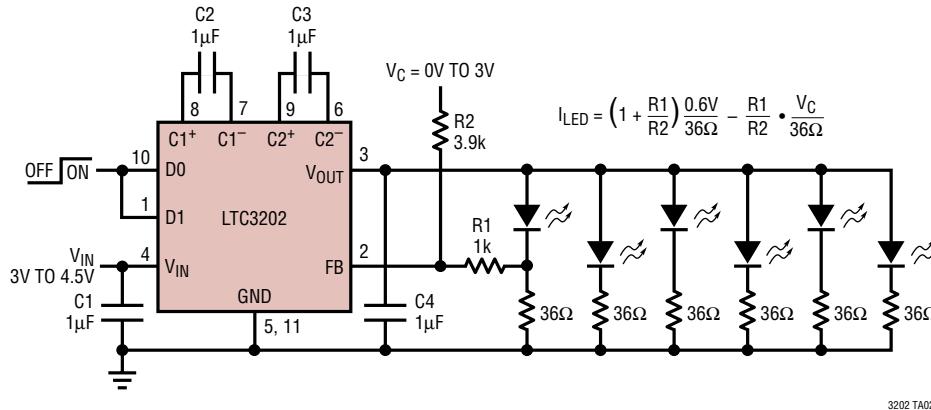 C2
1µF
C3
1µF
V_C = 0V TO 3V
8
7
9
6
C1⁺
C1⁻
C2⁺
C2⁻
R2
3.9k
I_LED = (1 + R1/R2) 0.6V/36Ω – R1/R2 • V_C/36Ω
OFF
ON
10
D0
V_OUT
3
1
D1
LTC3202
R1
1k
V_IN
3V TO 4.5V
4
V_IN
FB
2
GND
C1
1µF
5, 11
C4
1µF
36Ω
36Ω
36Ω
36Ω
36Ω
36Ω
3202 TA02